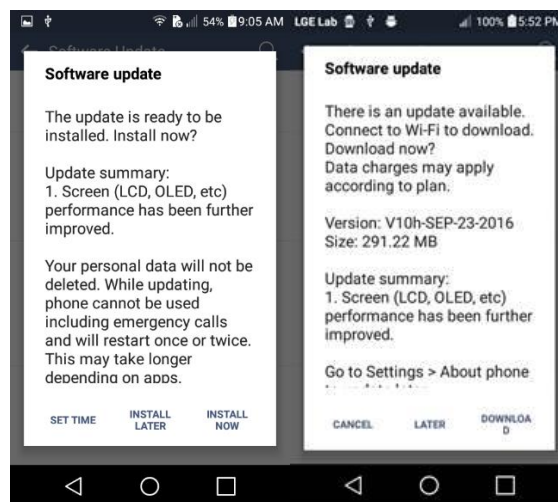 54% 9:05 AM
Software Update
Software update
The update is ready to be
installed. Install now?
Update summary:
1. Screen (LCD, OLED, etc)
performance has been further
improved.
Your personal data will not be
deleted. While updating,
phone cannot be used
including emergency calls
and will restart once or twice.
This may take longer
depending on apps.
SET TIME
INSTALL
LATER
INSTALL
NOW
LGE Lab 100% 5:52 PM
Software update
There is an update available.
Connect to Wi-Fi to download.
Download now?
Data charges may apply
according to plan.
Version: V10h-SEP-23-2016
Size: 291.22 MB
Update summary:
1. Screen (LCD, OLED, etc)
performance has been further
improved.
Go to Settings > About phone
CANCEL
LATER
DOWNLOA
D